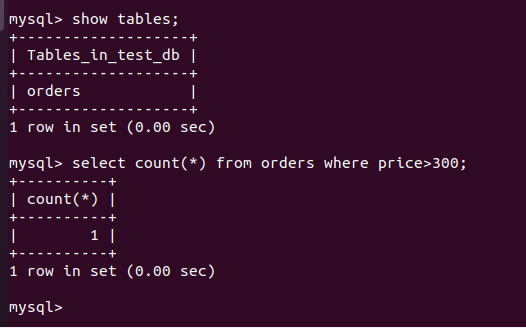 mysql> show tables;
+-------------------+
| Tables_in_test_db |
+-------------------+
| orders            |
+-------------------+
1 row in set (0.00 sec)
mysql> select count(*) from orders where price>300;
+----------+
| count(*) |
+----------+
|        1 |
+----------+
1 row in set (0.00 sec)
mysql>